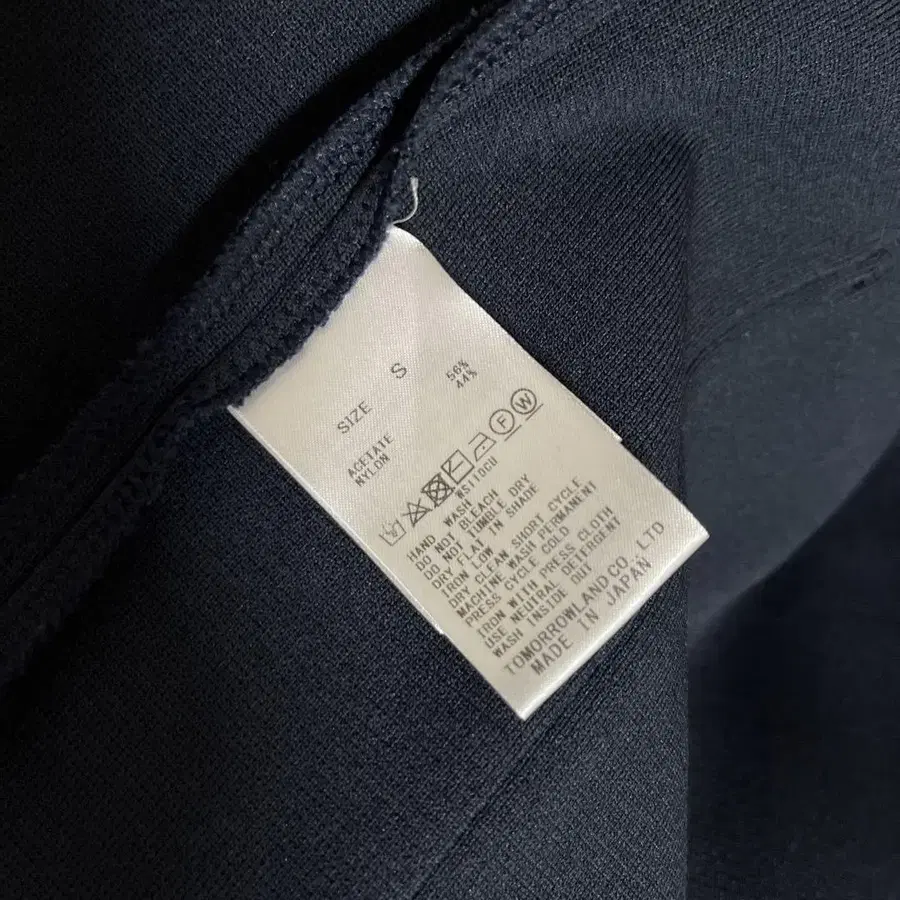 SIZE S
ACETATE 56%
NYLON 44%
F W
WS11DCU
HAND WASH
DO NOT BLEACH
DO NOT TUMBLE DRY
DRY FLAT IN SHADE
IRON LOW
DRY CLEAN SHORT CYCLE
MACHINE WASH PERMANENT
PRESS CYCLE COLD
IRON WITH PRESS CLOTH
USE NEUTRAL DETERGENT
WASH INSIDE OUT
TOMORROWLAND CO., LTD
MADE IN JAPAN